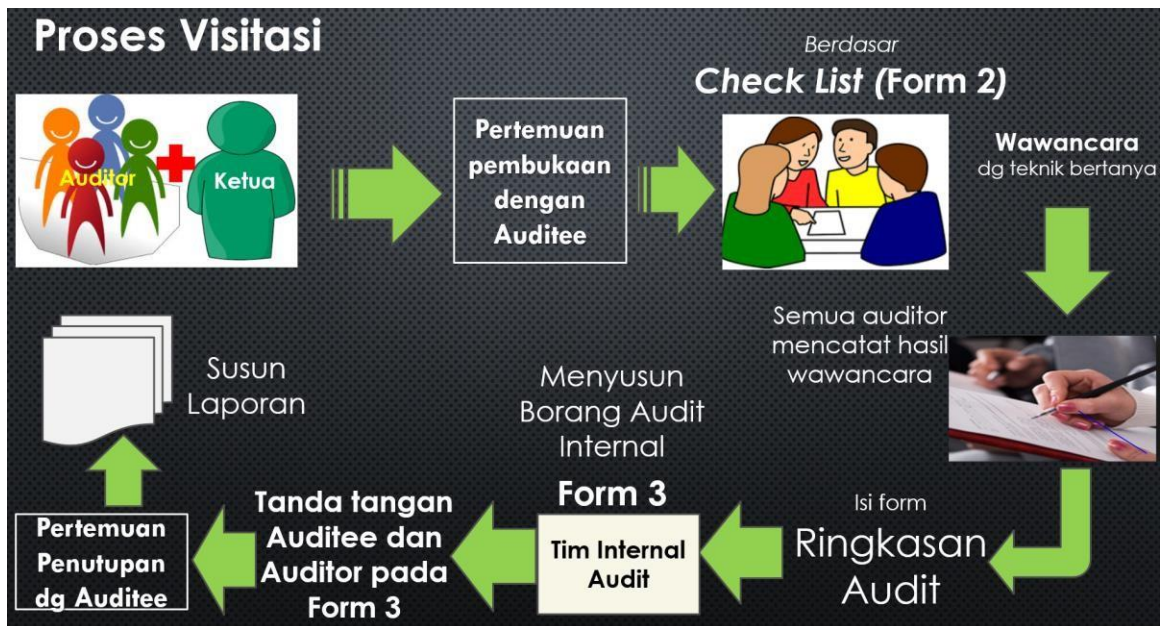 Proses Visitasi
Auditor
Ketua
Pertemuan
pembukaan
dengan
Auditee
Berdasar
Check List (Form 2)
Wawancara
dg teknik bertanya
Semua auditor
mencatat hasil
wawancara
Isi form
Ringkasan
Audit
Menyusun
Borang Audit
Internal
Form 3
Tim Internal
Audit
Tanda tangan
Auditee dan
Auditor pada
Form 3
Pertemuan
Penutupan
dg Auditee
Susun
Laporan